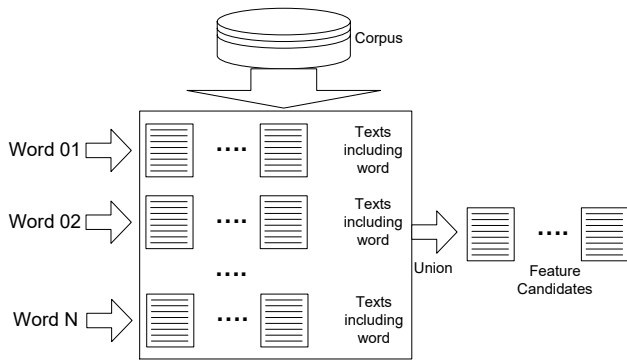 Corpus
Word 01
....
Texts
including
word
Word 02
....
Texts
including
word
....
Union
....
Feature
Candidates
Word N
....
Texts
including
word